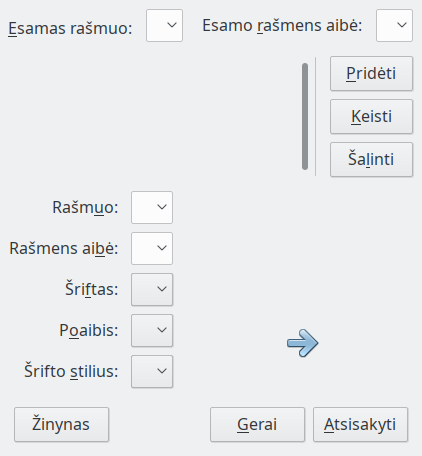 Esamas rašmuo: Esamo rašmens aibė:
Pridėti
Keisti
Šalinti
Rašmuo:
Rašmens aibė:
Šriftas:
Poaibis:
Šrifto stilius:
Žinynas Gerai Atsisakyti